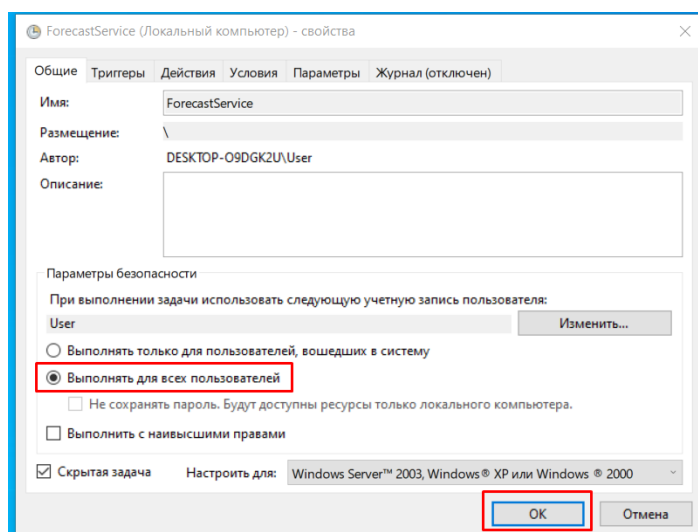 ForecastService (Локальный компьютер) - свойства
Общие Триггеры Действия Условия Параметры Журнал (отключен)
Имя: ForecastService
Размещение: \
Автор: DESKTOP-O9DGK2U\User
Описание:
Параметры безопасности
При выполнении задачи использовать следующую учетную запись пользователя:
User Изменить...
Выполнять только для пользователей, вошедших в систему
Выполнять для всех пользователей
Не сохранять пароль. Будут доступны ресурсы только локального компьютера.
Выполнить с наивысшими правами
Скрытая задача Настроить для: Windows Server™ 2003, Windows® XP или Windows ® 2000
ОК Отмена